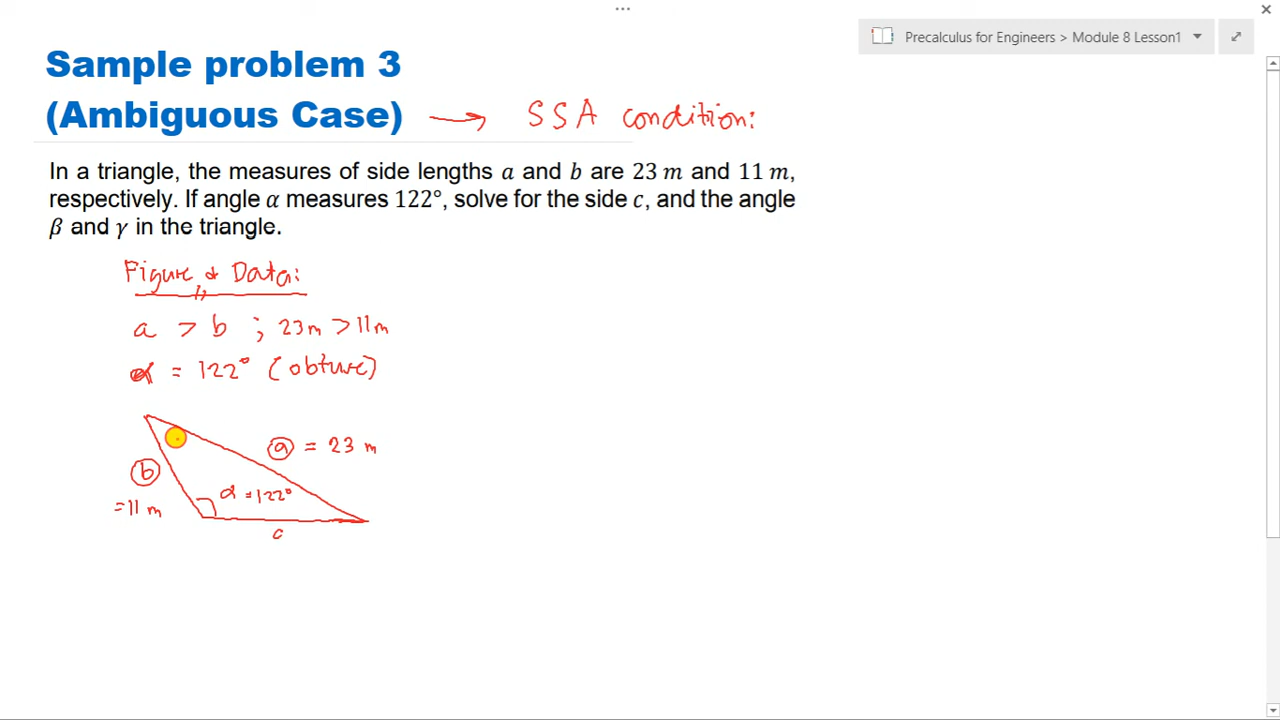 Precalculus for Engineers > Module 8 Lesson1
Sample problem 3
(Ambiguous Case) → SSA condition:
In a triangle, the measures of side lengths a and b are 23 m and 11 m,
respectively. If angle α measures 122°, solve for the side c, and the angle
β and γ in the triangle.
Figure & Data:
a > b ; 23m > 11m
α = 122° (obtuse)
a = 23 m
b
= 11 m
α = 122°
c